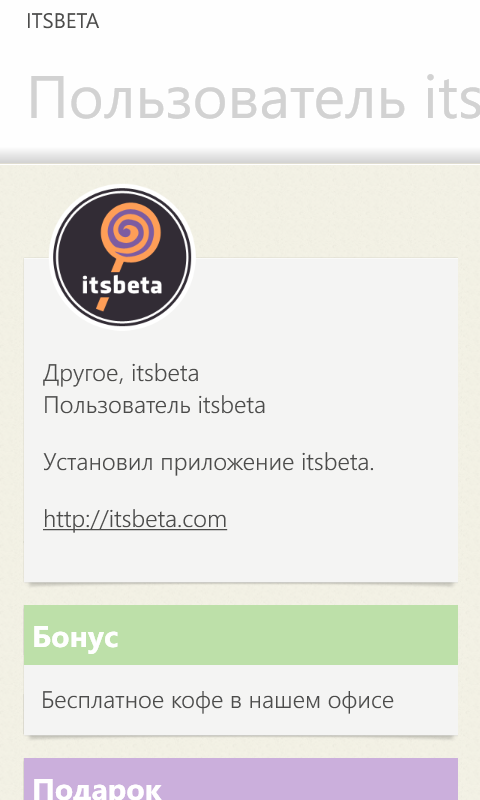 ITSBETA
Пользователь its
itsbeta
Другое, itsbeta
Пользователь itsbeta
Установил приложение itsbeta.
http://itsbeta.com
Бонус
Бесплатное кофе в нашем офисе
Подарок